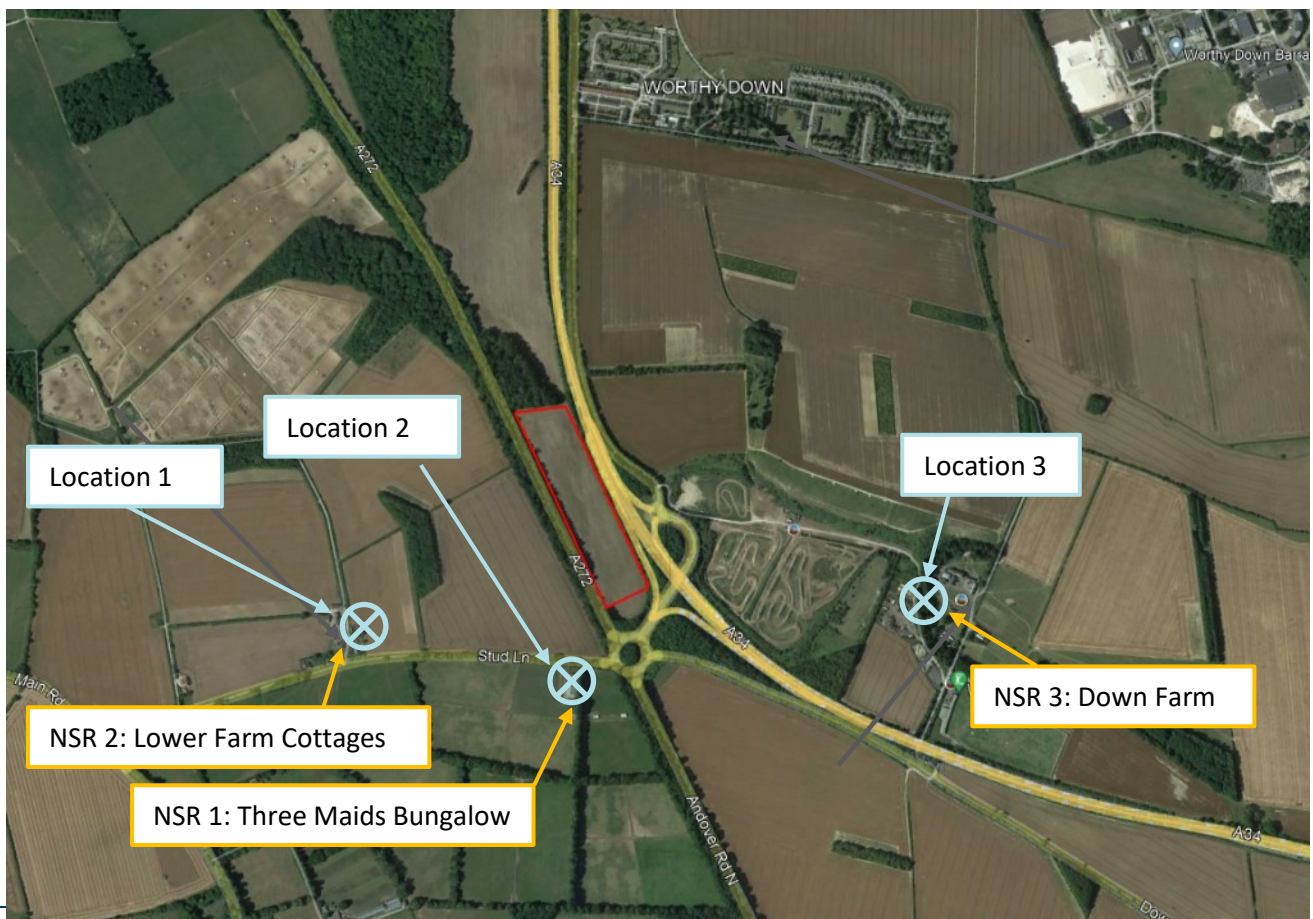 Worthy Down Barra
WORTHY DOWN
A272
A34
Location 2
Location 1
Location 3
A272
Stud Ln
A34
Main Rd
NSR 2: Lower Farm Cottages
NSR 3: Down Farm
NSR 1: Three Maids Bungalow
Andover Rd N
A34
Dow